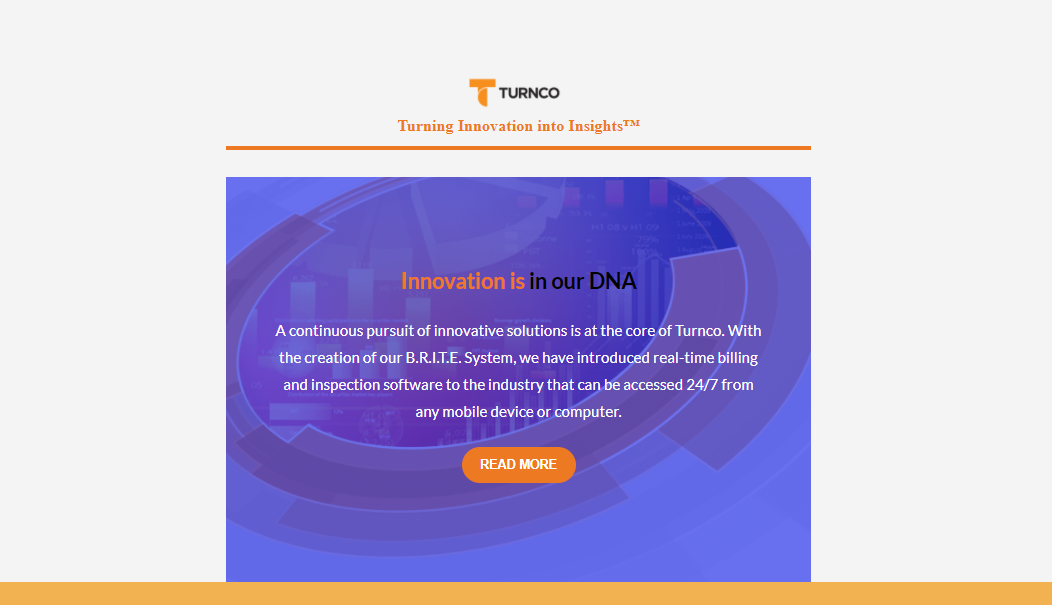 TURNCO
Turning Innovation into Insights™
Innovation is in our DNA
A continuous pursuit of innovative solutions is at the core of Turnco. With
the creation of our B.R.I.T.E. System, we have introduced real-time billing
and inspection software to the industry that can be accessed 24/7 from
any mobile device or computer.
READ MORE